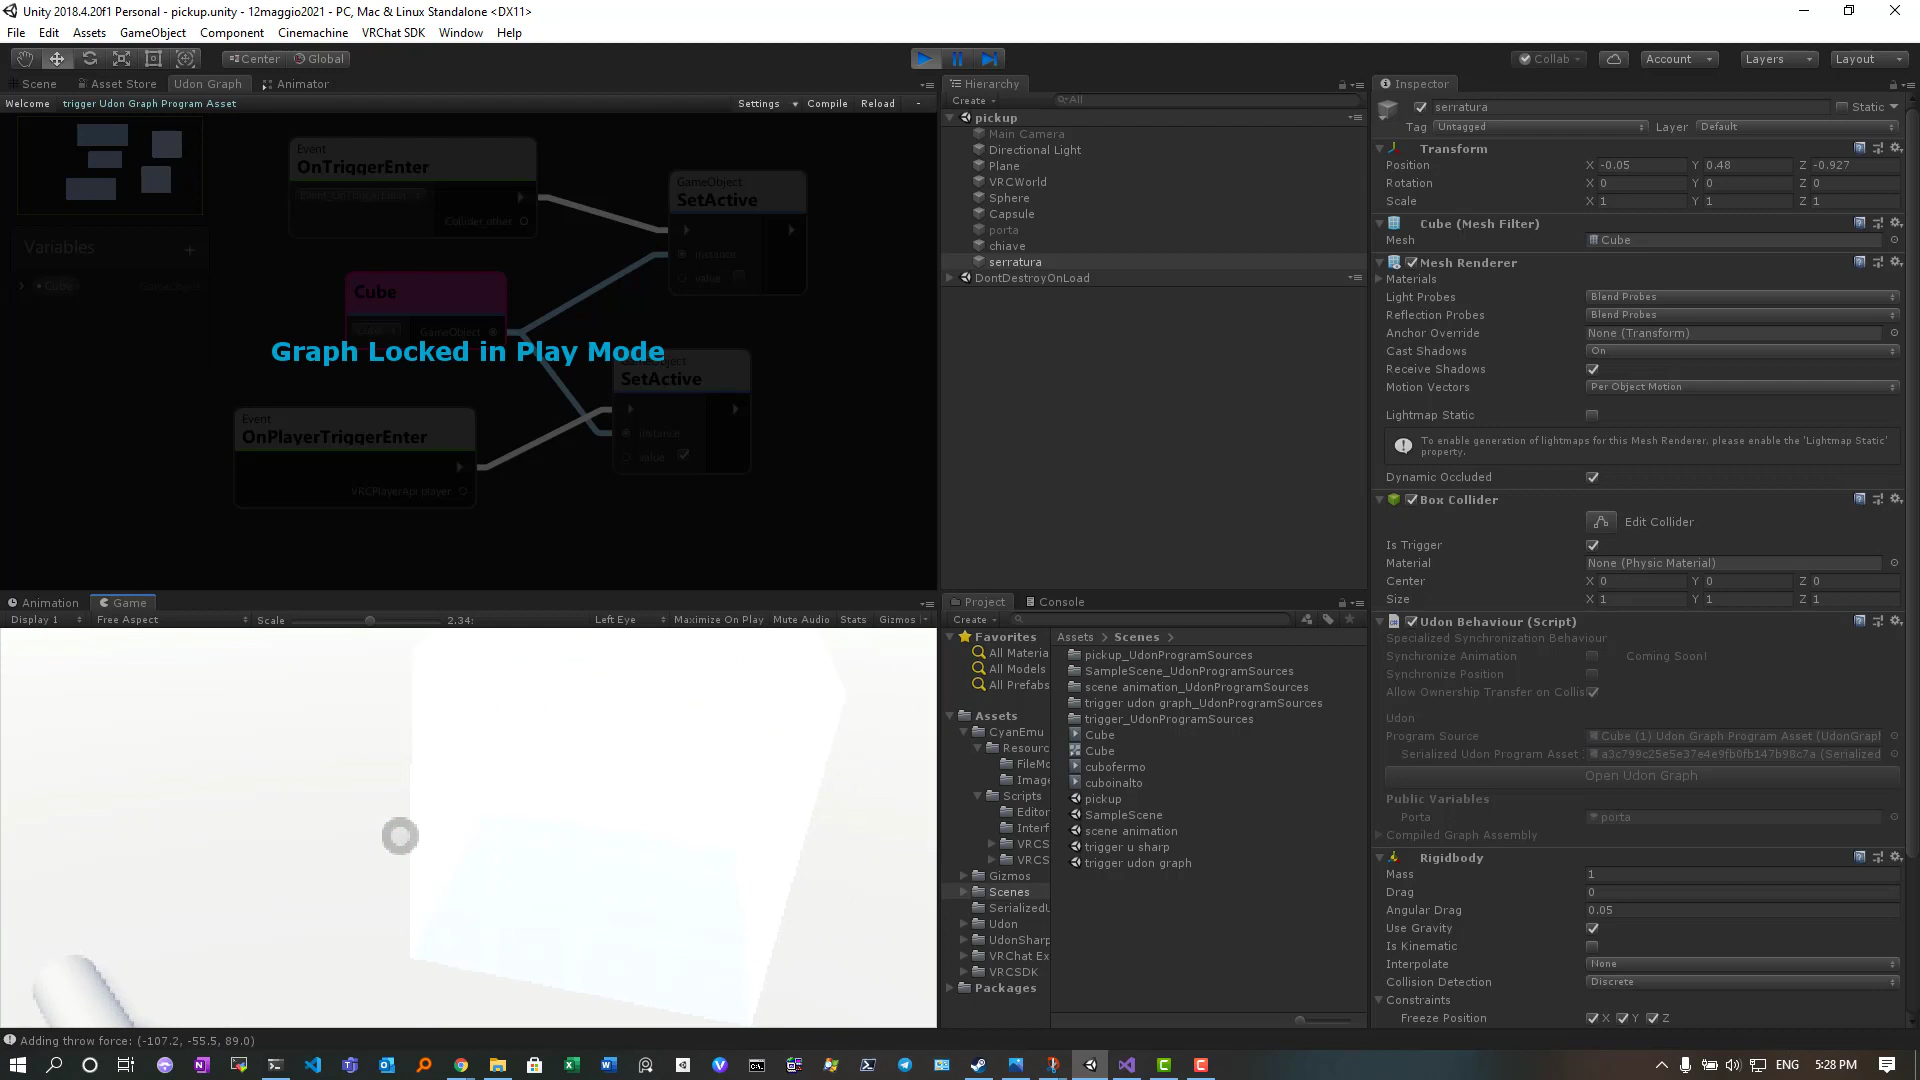 Unity 2018.4.20f1 Personal - pickup.unity - 12maggio2021 - PC, Mac & Linux Standalone <DX11>
File Edit Assets GameObject Component Cinemachine VRChat SDK Window Help
Center Global
Collab Account Layers Layout
Scene Asset Store Udon Graph Animator
Welcome trigger Udon Graph Program Asset Settings Compile Reload -
Event
OnTriggerEnter
Event_OnTriggerEnter
Collider other
GameObject
SetActive
instance
value
Variables +
Cube GameObject
Cube
Cube GameObject
Graph Locked in Play Mode
GameObject
SetActive
instance
value
Event
OnPlayerTriggerEnter
VRCPlayerApi player
Hierarchy
Create All
pickup
Main Camera
Directional Light
Plane
VRCWorld
Sphere
Capsule
porta
chiave
serratura
DontDestroyOnLoad
Inspector
serratura Static
Tag Untagged Layer Default
Transform
Position X -0.05 Y 0.48 Z -0.927
Rotation X 0 Y 0 Z 0
Scale X 1 Y 1 Z 1
Cube (Mesh Filter)
Mesh Cube
Mesh Renderer
Materials
Light Probes Blend Probes
Reflection Probes Blend Probes
Anchor Override None (Transform)
Cast Shadows On
Receive Shadows
Motion Vectors Per Object Motion
Lightmap Static
To enable generation of lightmaps for this Mesh Renderer, please enable the 'Lightmap Static'
property.
Dynamic Occluded
Box Collider
Edit Collider
Is Trigger
Material None (Physic Material)
Center X 0 Y 0 Z 0
Size X 1 Y 1 Z 1
Udon Behaviour (Script)
Specialized Synchronization Behaviour
Synchronize Animation Coming Soon!
Synchronize Position
Allow Ownership Transfer on Collis
Udon
Program Source Cube (1) Udon Graph Program Asset (UdonGraph
Serialized Udon Program Asset a3c799c25e5e37e4e9fb0fb147b98c7a (Serialized
Open Udon Graph
Public Variables
Porta porta
Compiled Graph Assembly
Rigidbody
Mass 1
Drag 0
Angular Drag 0.05
Use Gravity
Is Kinematic
Interpolate None
Collision Detection Discrete
Constraints
Freeze Position X Y Z
Animation Game
Display 1 Free Aspect Scale 2.34: Left Eye Maximize On Play Mute Audio Stats Gizmos
Project Console
Create
Favorites
All Materia
All Models
All Prefabs
Assets
CyanEmu
Resourc
FileMo
Image
Scripts
Editor
Interf
VRCS
VRCS
Gizmos
Scenes
SerializedU
Udon
UdonSharp
VRChat Ex
VRCSDK
Packages
Assets > Scenes >
pickup_UdonProgramSources
SampleScene_UdonProgramSources
scene animation_UdonProgramSources
trigger udon graph_UdonProgramSources
trigger_UdonProgramSources
Cube
Cube
cubofermo
cuboinalto
pickup
SampleScene
scene animation
trigger u sharp
trigger udon graph
Adding throw force: (-107.2, -55.5, 89.0)
ENG 5:28 PM